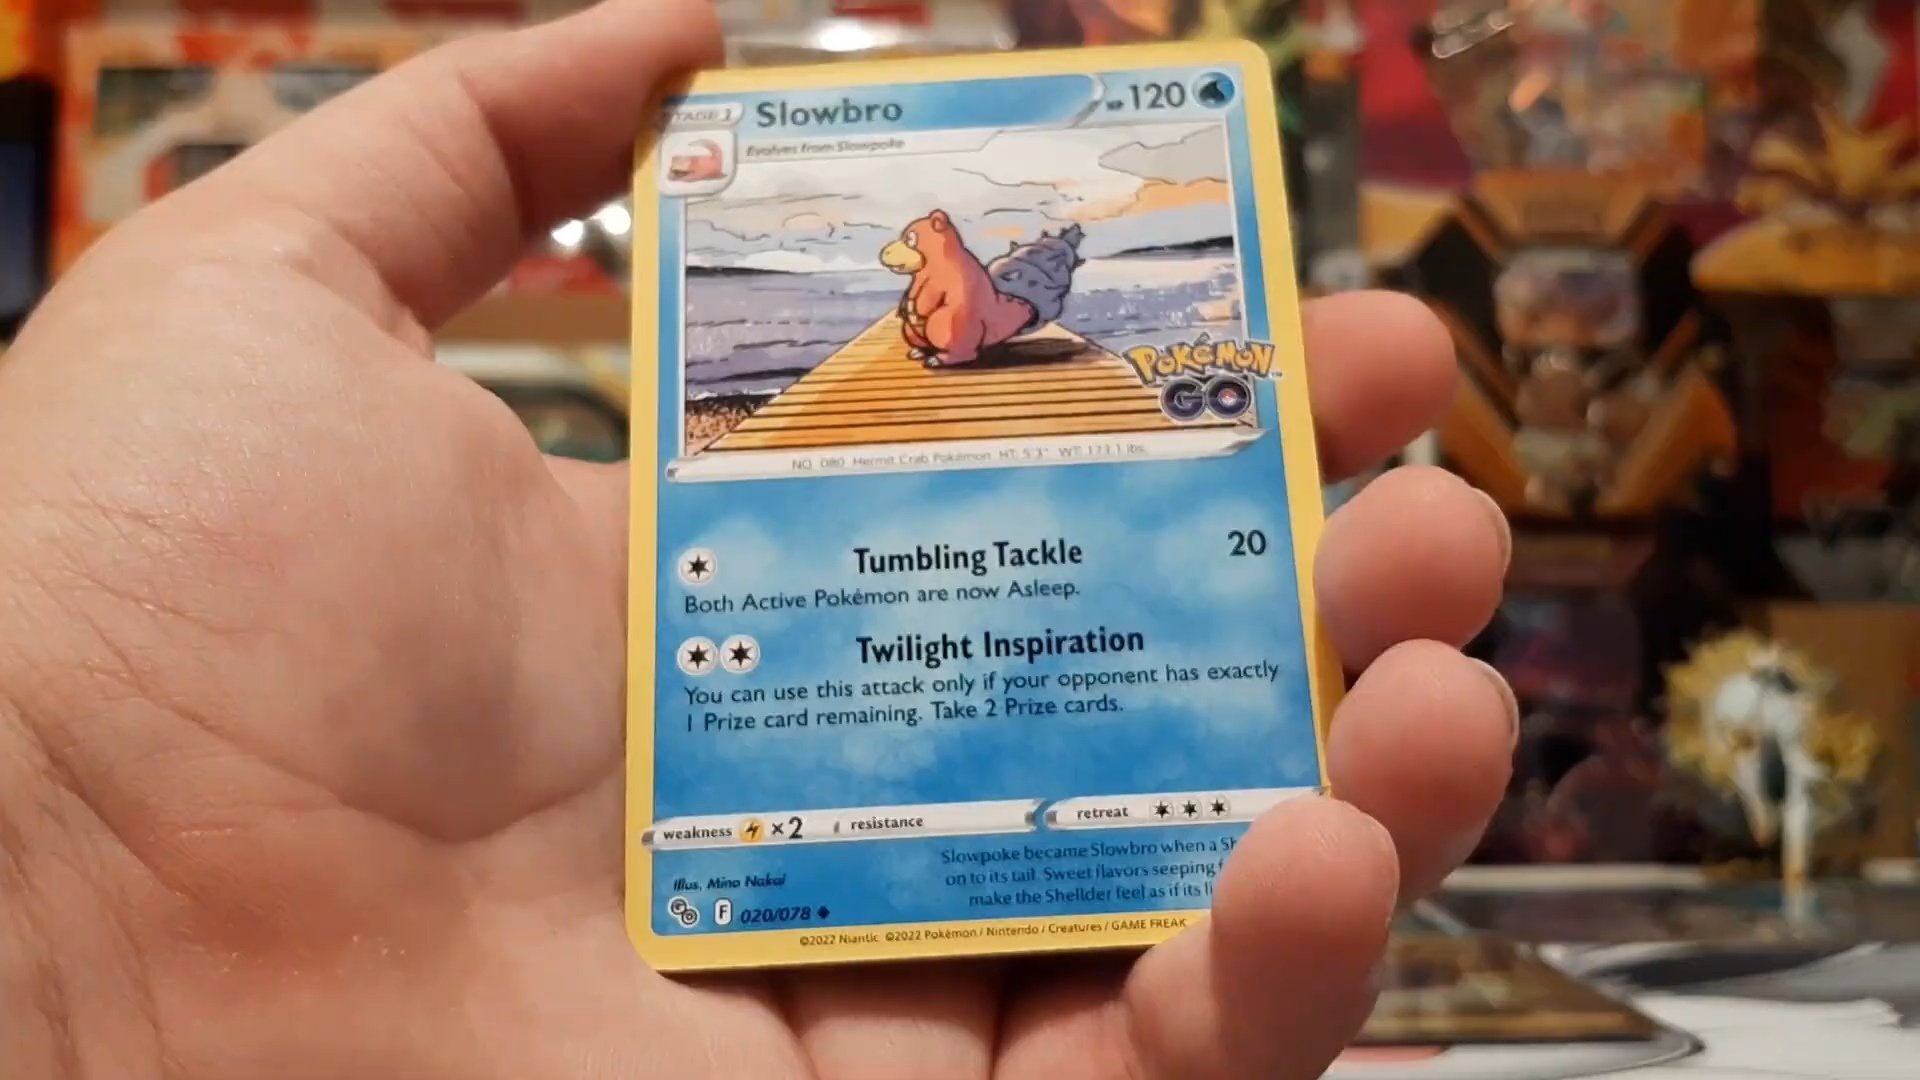 STAGE 1 Slowbro HP 120
Evolves from Slowpoke
POKÉMON
GO
NO. 080 Hermit Crab Pokémon HT: 5'3" WT: 173.1 lbs.
Tumbling Tackle 20
Both Active Pokémon are now Asleep.
Twilight Inspiration
You can use this attack only if your opponent has exactly
1 Prize card remaining. Take 2 Prize cards.
weakness ×2 resistance retreat
Slowpoke became Slowbro when a Sh
on to its tail. Sweet flavors seeping f
make the Shellder feel as if its li
Illus. Mina Nakai
GO F 020/078
©2022 Niantic ©2022 Pokémon / Nintendo / Creatures / GAME FREAK